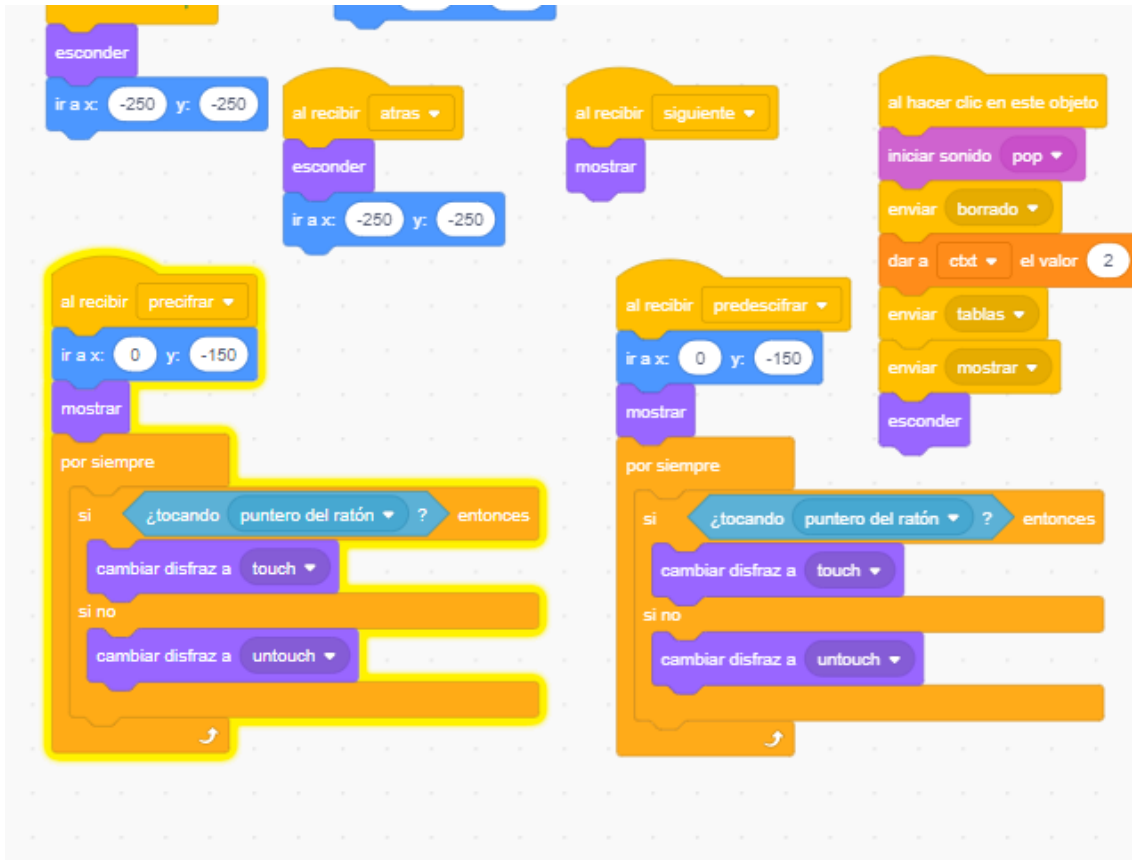 esconder
ir a x: -250 y: -250
al recibir atras
esconder
ir a x: -250 y: -250
al recibir siguiente
mostrar
al hacer clic en este objeto
iniciar sonido pop
enviar borrado
dar a ctxt el valor 2
enviar tablas
enviar mostrar
esconder
al recibir precifrar
ir a x: 0 y: -150
mostrar
por siempre
si ¿tocando puntero del ratón ? entonces
cambiar disfraz a touch
si no
cambiar disfraz a untouch
al recibir predescifrar
ir a x: 0 y: -150
mostrar
por siempre
si ¿tocando puntero del ratón ? entonces
cambiar disfraz a touch
si no
cambiar disfraz a untouch